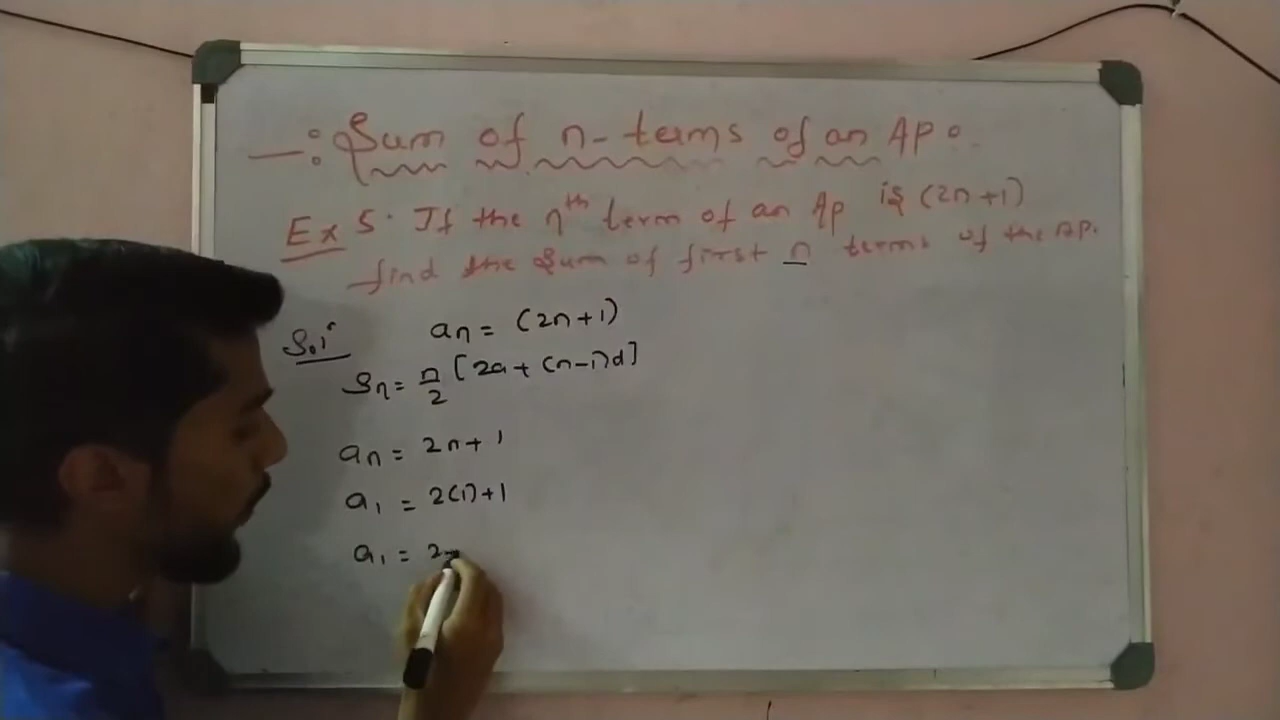 —: Sum of n- terms of an AP :
Ex 5. If the nth term of an Ap is (2n+1)
find the sum of first n terms of the AP.
Sol
an = (2n+1)
Sn = n/2 [2a + (n-1)d]
an = 2n+1
a1 = 2(1)+1
a1 = 2